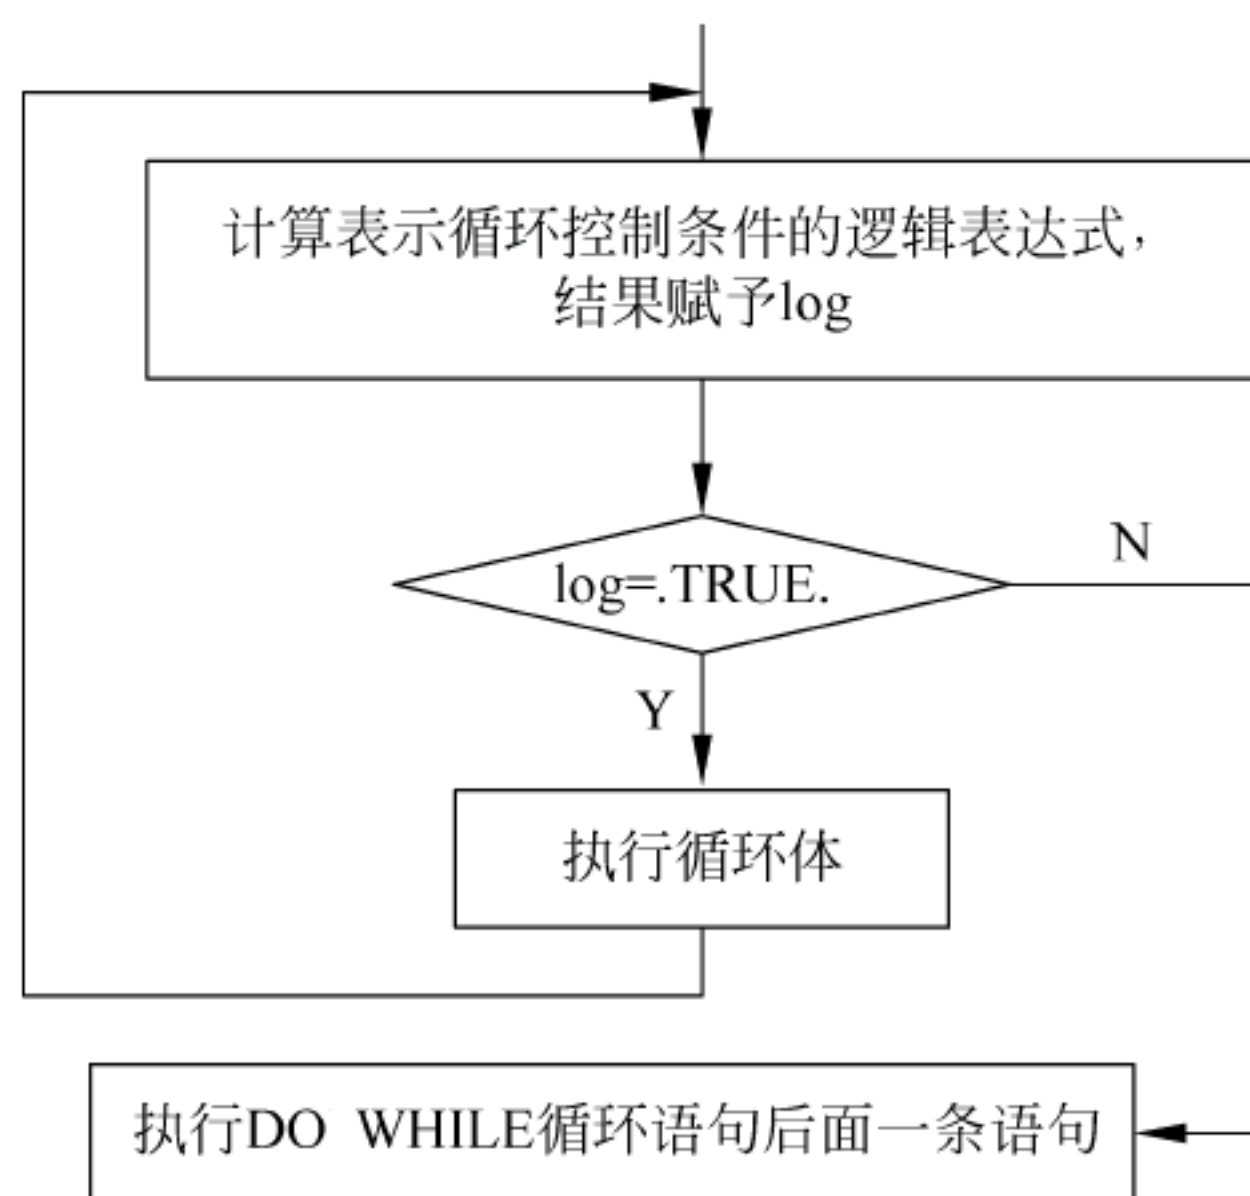 计算表示循环控制条件的逻辑表达式,
结果赋予log
log=.TRUE.
N
Y
执行循环体
执行DO WHILE循环语句后面一条语句